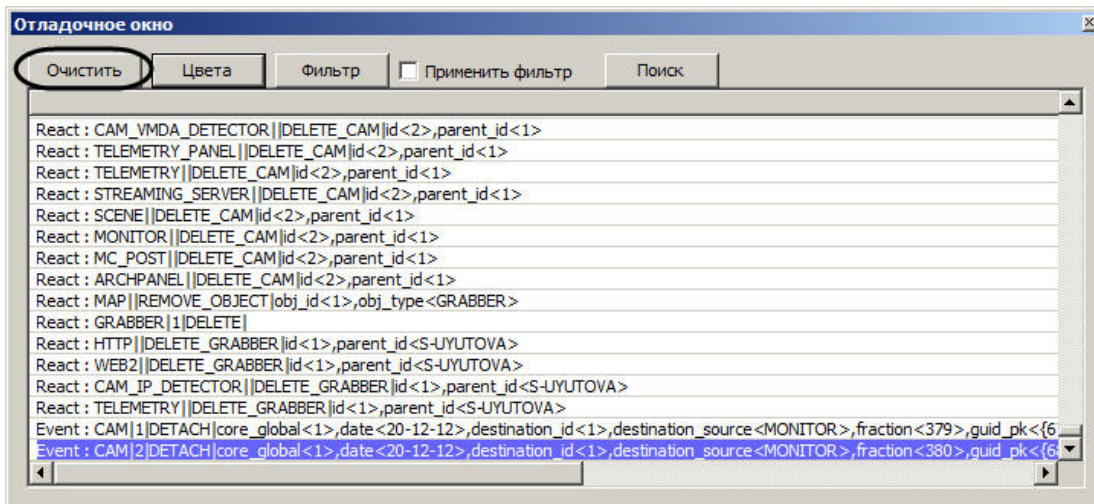 Отладочное окно
Очистить Цвета Фильтр Применить фильтр Поиск
React : CAM_VMDA_DETECTOR||DELETE_CAM|id<2>,parent_id<1>
React : TELEMETRY_PANEL||DELETE_CAM|id<2>,parent_id<1>
React : TELEMETRY||DELETE_CAM|id<2>,parent_id<1>
React : STREAMING_SERVER||DELETE_CAM|id<2>,parent_id<1>
React : SCENE||DELETE_CAM|id<2>,parent_id<1>
React : MONITOR||DELETE_CAM|id<2>,parent_id<1>
React : MC_POST||DELETE_CAM|id<2>,parent_id<1>
React : ARCHPANEL||DELETE_CAM|id<2>,parent_id<1>
React : MAP||REMOVE_OBJECT|obj_id<1>,obj_type<GRABBER>
React : GRABBER|1|DELETE|
React : HTTP||DELETE_GRABBER|id<1>,parent_id<S-UYUTOVA>
React : WEB2||DELETE_GRABBER|id<1>,parent_id<S-UYUTOVA>
React : CAM_IP_DETECTOR||DELETE_GRABBER|id<1>,parent_id<S-UYUTOVA>
React : TELEMETRY||DELETE_GRABBER|id<1>,parent_id<S-UYUTOVA>
Event : CAM|1|DETACH|core_global<1>,date<20-12-12>,destination_id<1>,destination_source<MONITOR>,fraction<379>,guid_pk<{6
Event : CAM|2|DETACH|core_global<1>,date<20-12-12>,destination_id<1>,destination_source<MONITOR>,fraction<380>,guid_pk<{6